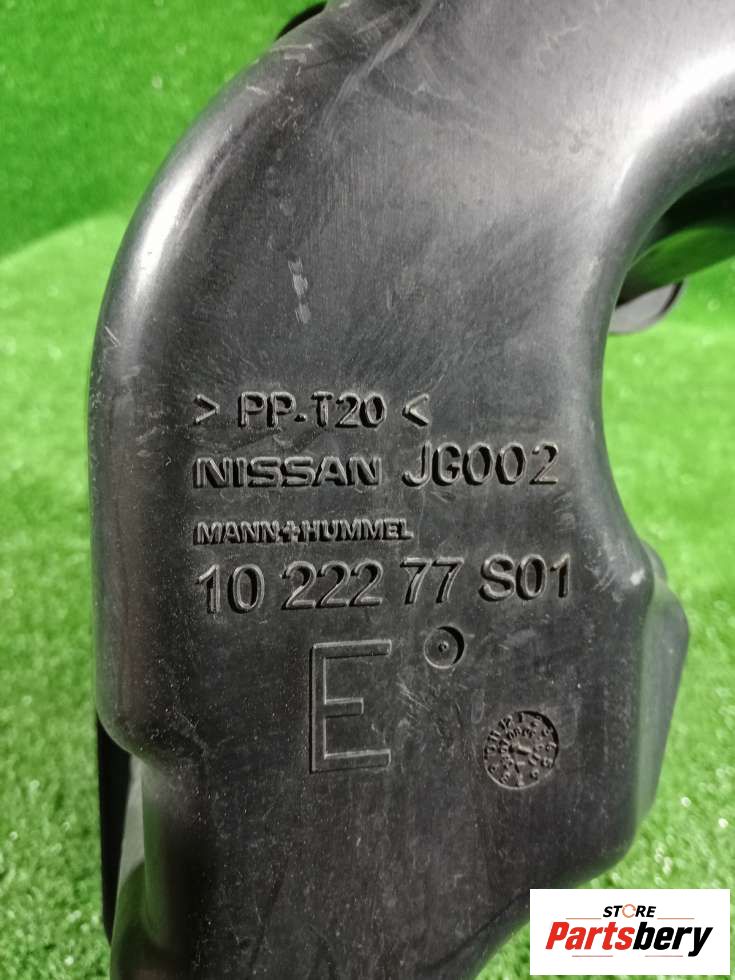 > PP-T20 <
NISSAN JG002
MANN+HUMMEL
10 222 77 S01
E
STORE
Partsbery